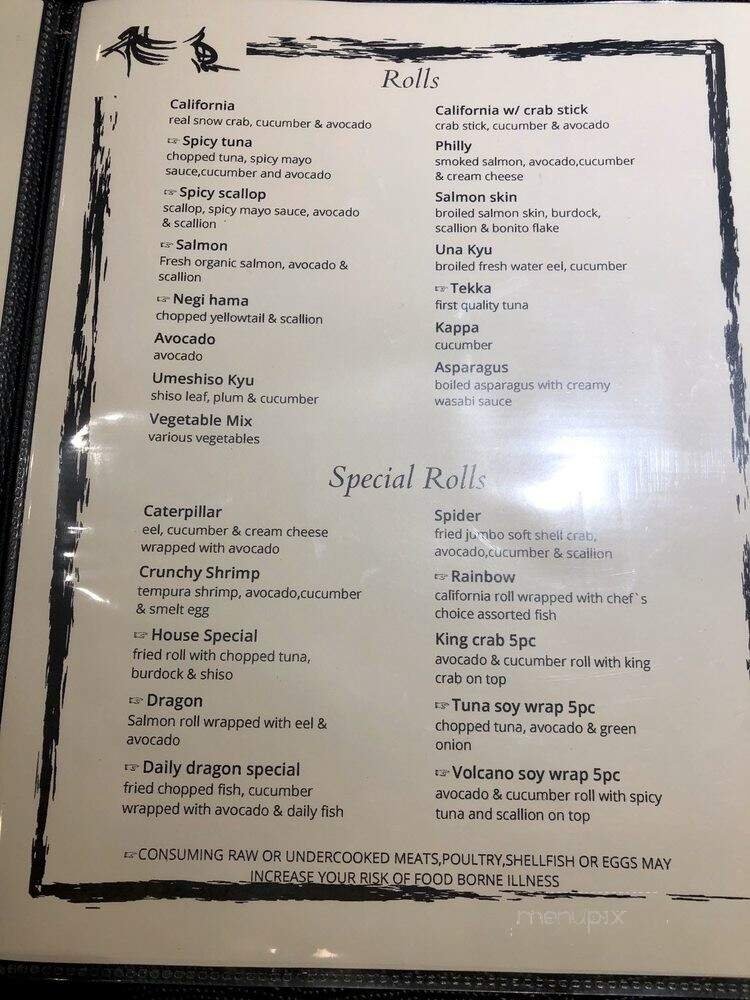 飛魚
Rolls
California
real snow crab, cucumber & avocado
☞ Spicy tuna
chopped tuna, spicy mayo
sauce,cucumber and avocado
☞ Spicy scallop
scallop, spicy mayo sauce, avocado
& scallion
☞ Salmon
Fresh organic salmon, avocado &
scallion
☞ Negi hama
chopped yellowtail & scallion
Avocado
avocado
Umeshiso Kyu
shiso leaf, plum & cucumber
Vegetable Mix
various vegetables
California w/ crab stick
crab stick, cucumber & avocado
Philly
smoked salmon, avocado,cucumber
& cream cheese
Salmon skin
broiled salmon skin, burdock,
scallion & bonito flake
Una Kyu
broiled fresh water eel, cucumber
☞ Tekka
first quality tuna
Kappa
cucumber
Asparagus
boiled asparagus with creamy
wasabi sauce
Special Rolls
Caterpillar
eel, cucumber & cream cheese
wrapped with avocado
Crunchy Shrimp
tempura shrimp, avocado,cucumber
& smelt egg
☞ House Special
fried roll with chopped tuna,
burdock & shiso
☞ Dragon
Salmon roll wrapped with eel &
avocado
☞ Daily dragon special
fried chopped fish, cucumber
wrapped with avocado & daily fish
Spider
fried jumbo soft shell crab,
avocado,cucumber & scallion
☞ Rainbow
california roll wrapped with chef`s
choice assorted fish
King crab 5pc
avocado & cucumber roll with king
crab on top
☞ Tuna soy wrap 5pc
chopped tuna, avocado & green
onion
☞ Volcano soy wrap 5pc
avocado & cucumber roll with spicy
tuna and scallion on top
☞CONSUMING RAW OR UNDERCOOKED MEATS,POULTRY,SHELLFISH OR EGGS MAY
INCREASE YOUR RISK OF FOOD BORNE ILLNESS
menupix